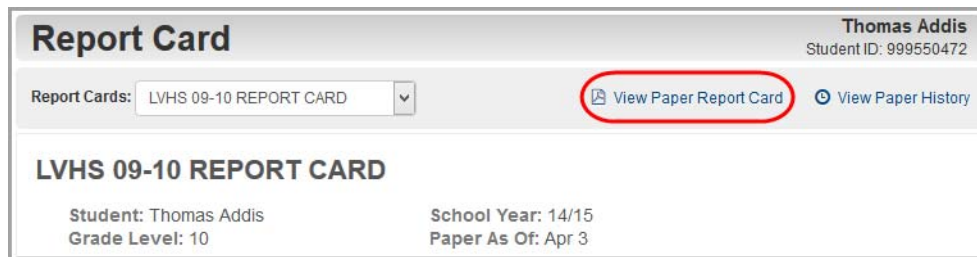 Report Card
Thomas Addis
Student ID: 999550472
Report Cards: LVHS 09-10 REPORT CARD
View Paper Report Card
View Paper History
LVHS 09-10 REPORT CARD
Student: Thomas Addis
School Year: 14/15
Grade Level: 10
Paper As Of: Apr 3